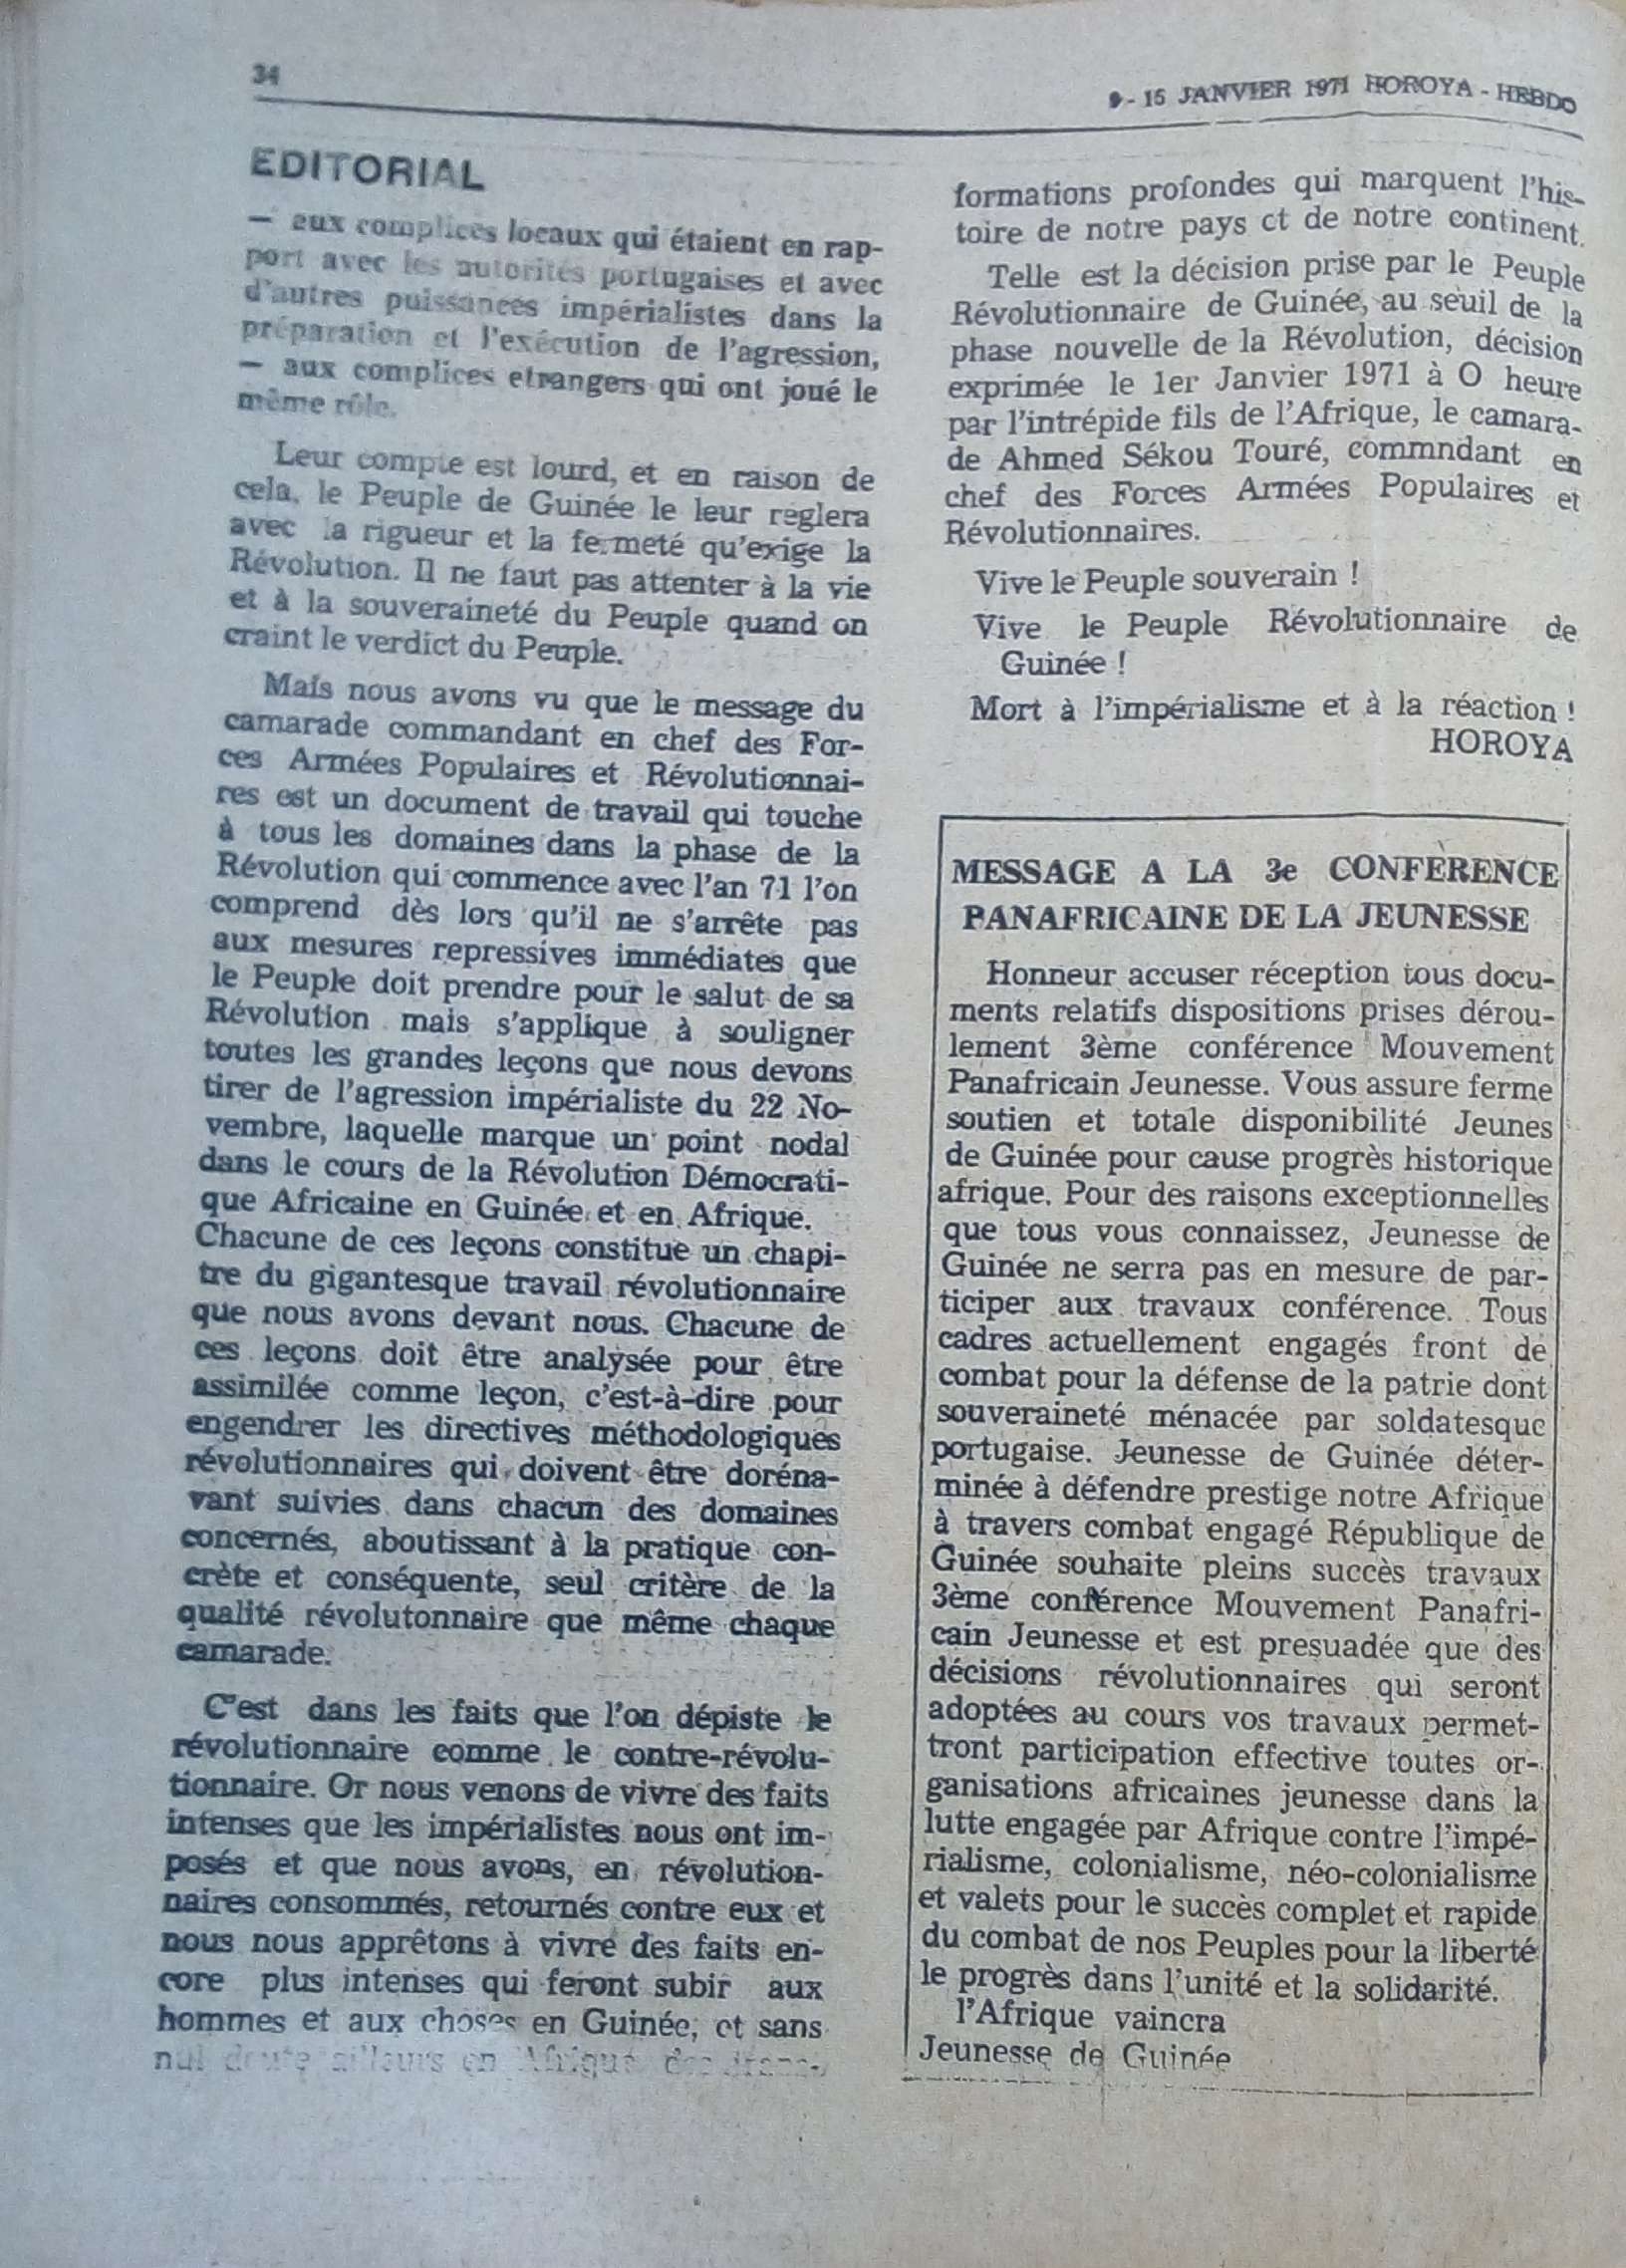 34
9 - 15 JANVIER 1971 HOROYA - HEBDO
EDITORIAL
— aux complices locaux qui étaient en rap-
port avec les autorités portugaises et avec
d'autres puissances impérialistes dans la
préparation et l'exécution de l'agression,
— aux complices etrangers qui ont joué le
même rôle.
Leur compte est lourd, et en raison de
cela, le Peuple de Guinée le leur réglera
avec la rigueur et la fermeté qu'exige la
Révolution. Il ne faut pas attenter à la vie
et à la souveraineté du Peuple quand on
craint le verdict du Peuple.
Mais nous avons vu que le message du
camarade commandant en chef des For-
ces Armées Populaires et Révolutionnai-
res est un document de travail qui touche
à tous les domaines dans la phase de la
Révolution qui commence avec l'an 71 l'on
comprend dès lors qu'il ne s'arrête pas
aux mesures repressives immédiates que
le Peuple doit prendre pour le salut de sa
Révolution mais s'applique à souligner
toutes les grandes leçons que nous devons
tirer de l'agression impérialiste du 22 No-
vembre, laquelle marque un point nodal
dans le cours de la Révolution Démocrati-
que Africaine en Guinée et en Afrique.
Chacune de ces leçons constitue un chapi-
tre du gigantesque travail révolutionnaire
que nous avons devant nous. Chacune de
ces leçons doit être analysée pour être
assimilée comme leçon, c'est-à-dire pour
engendrer les directives méthodologiques
révolutionnaires qui doivent être doréna-
vant suivies dans chacun des domaines
concernés, aboutissant à la pratique con-
crète et conséquente, seul critère de la
qualité révolutonnaire que même chaque
camarade.
C'est dans les faits que l'on dépiste le
révolutionnaire comme le contre-révolu-
tionnaire. Or nous venons de vivre des faits
intenses que les impérialistes nous ont im-
posés et que nous avons, en révolution-
naires consommés, retournés contre eux et
nous nous apprêtons à vivre des faits en-
core plus intenses qui feront subir aux
hommes et aux choses en Guinée, et sans
nul doute ailleurs en Afrique des trans-
formations profondes qui marquent l'his-
toire de notre pays et de notre continent.
Telle est la décision prise par le Peuple
Révolutionnaire de Guinée, au seuil de la
phase nouvelle de la Révolution, décision
exprimée le 1er Janvier 1971 à O heure
par l'intrépide fils de l'Afrique, le camara-
de Ahmed Sékou Touré, commndant en
chef des Forces Armées Populaires et
Révolutionnaires.
Vive le Peuple souverain !
Vive le Peuple Révolutionnaire de
Guinée !
Mort à l'impérialisme et à la réaction !
HOROYA
MESSAGE A LA 3e CONFÉRENCE
PANAFRICAINE DE LA JEUNESSE
Honneur accuser réception tous docu-
ments relatifs dispositions prises dérou-
lement 3ème conférence Mouvement
Panafricain Jeunesse. Vous assure ferme
soutien et totale disponibilité Jeunes
de Guinée pour cause progrès historique
afrique. Pour des raisons exceptionnelles
que tous vous connaissez, Jeunesse de
Guinée ne serra pas en mesure de par-
ticiper aux travaux conférence. Tous
cadres actuellement engagés front de
combat pour la défense de la patrie dont
souveraineté ménacée par soldatesque
portugaise. Jeunesse de Guinée déter-
minée à défendre prestige notre Afrique
à travers combat engagé République de
Guinée souhaite pleins succès travaux
3ème conférence Mouvement Panafri-
cain Jeunesse et est presuadée que des
décisions révolutionnaires qui seront
adoptées au cours vos travaux permet-
tront participation effective toutes or-
ganisations africaines jeunesse dans la
lutte engagée par Afrique contre l'impé-
rialisme, colonialisme, néo-colonialisme
et valets pour le succès complet et rapide
du combat de nos Peuples pour la liberté
le progrès dans l'unité et la solidarité.
l'Afrique vaincra
Jeunesse de Guinée